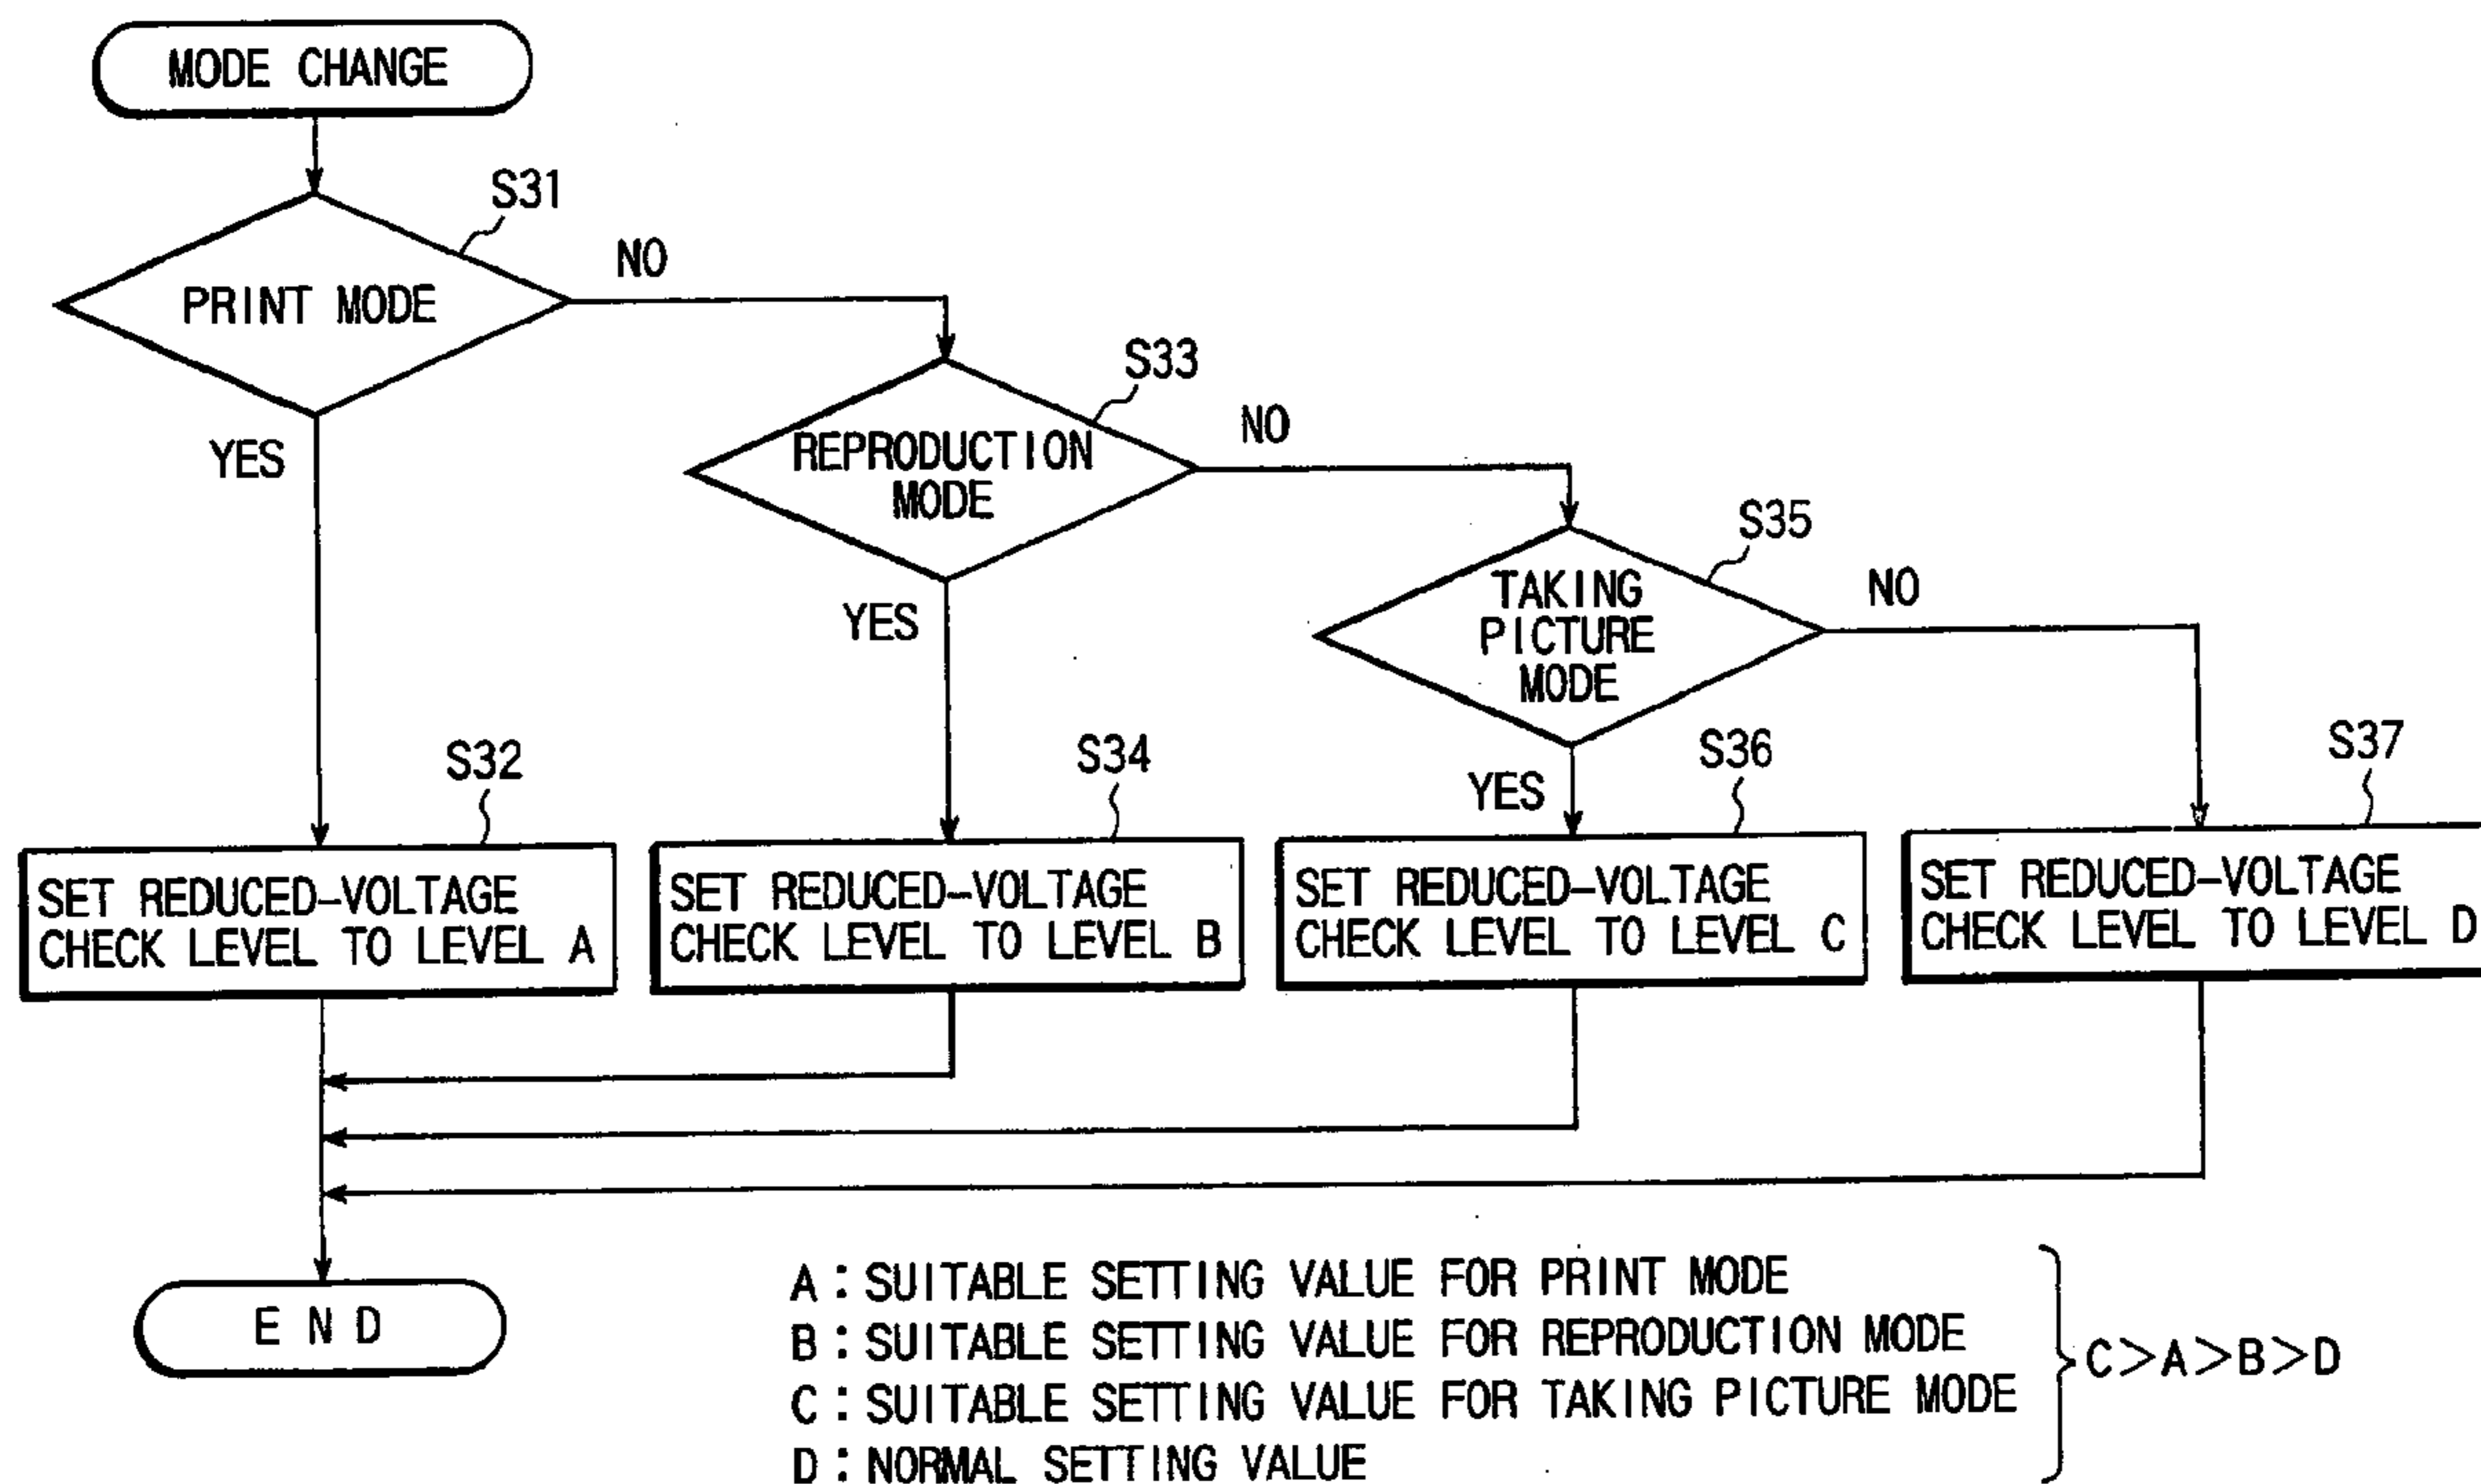 MODE CHANGE
S31
PRINT MODE
NO
YES
S33
REPRODUCTION
MODE
NO
YES
S35
TAKING
PICTURE
MODE
NO
YES
S32
SET REDUCED-VOLTAGE
CHECK LEVEL TO LEVEL A
S34
SET REDUCED-VOLTAGE
CHECK LEVEL TO LEVEL B
S36
SET REDUCED-VOLTAGE
CHECK LEVEL TO LEVEL C
S37
SET REDUCED-VOLTAGE
CHECK LEVEL TO LEVEL D
END
A : SUITABLE SETTING VALUE FOR PRINT MODE
B : SUITABLE SETTING VALUE FOR REPRODUCTION MODE
C : SUITABLE SETTING VALUE FOR TAKING PICTURE MODE
D : NORMAL SETTING VALUE
C>A>B>D